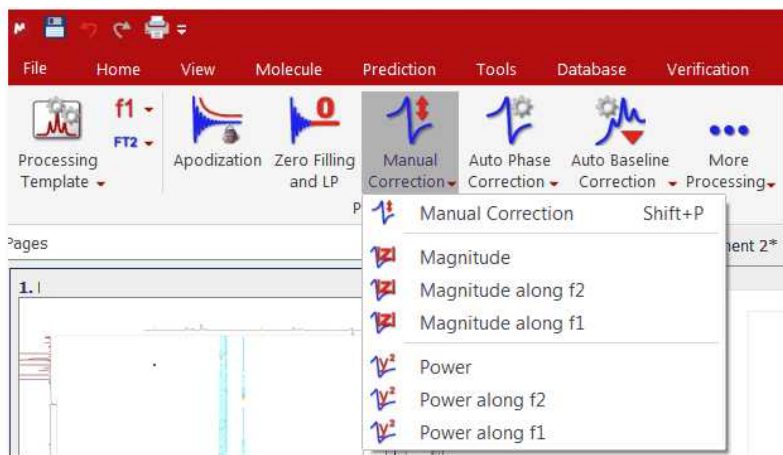 File Home View Molecule Prediction Tools Database Verification
f1
FT2
Processing Template
Apodization
Zero Filling and LP
Manual Correction
Auto Phase Correction
Auto Baseline Correction
More Processing
P
Manual Correction Shift+P
Pages
ent 2*
Magnitude
1.
Magnitude along f2
Magnitude along f1
Power
Power along f2
Power along f1